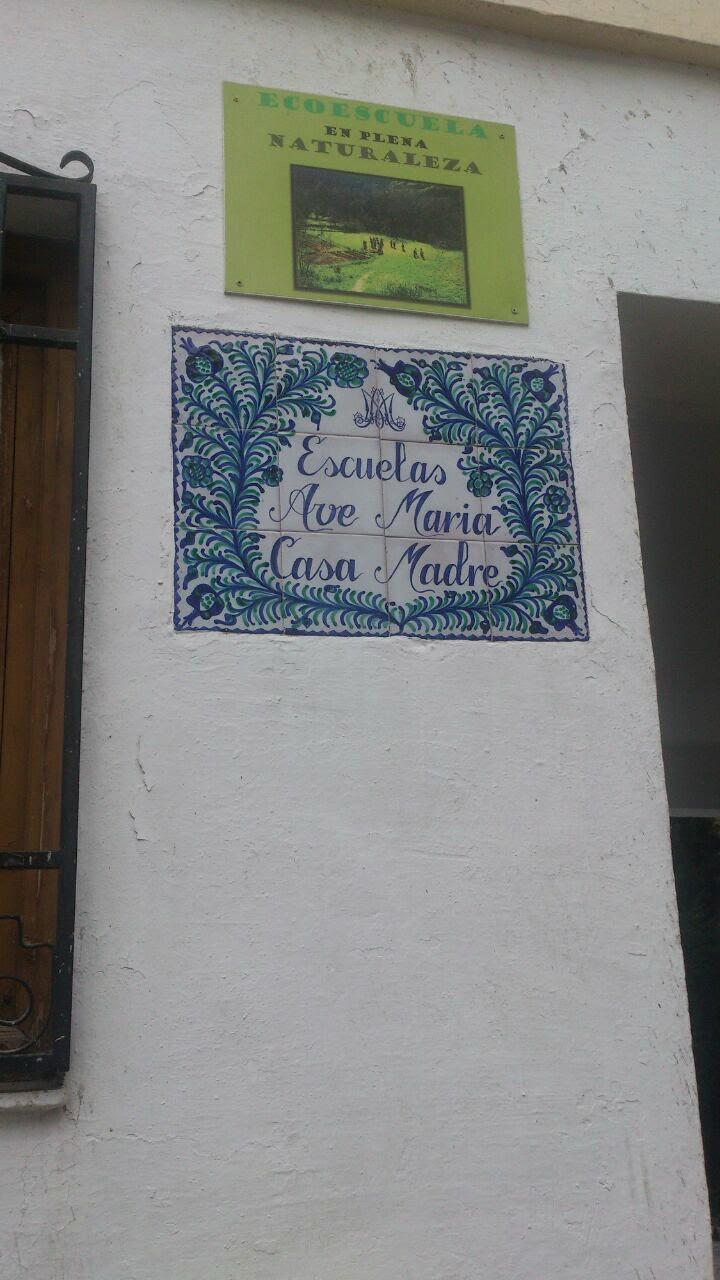 ECOESCUELA
EN PLENA
NATURALEZA
Escuelas
Ave Maria
Casa Madre